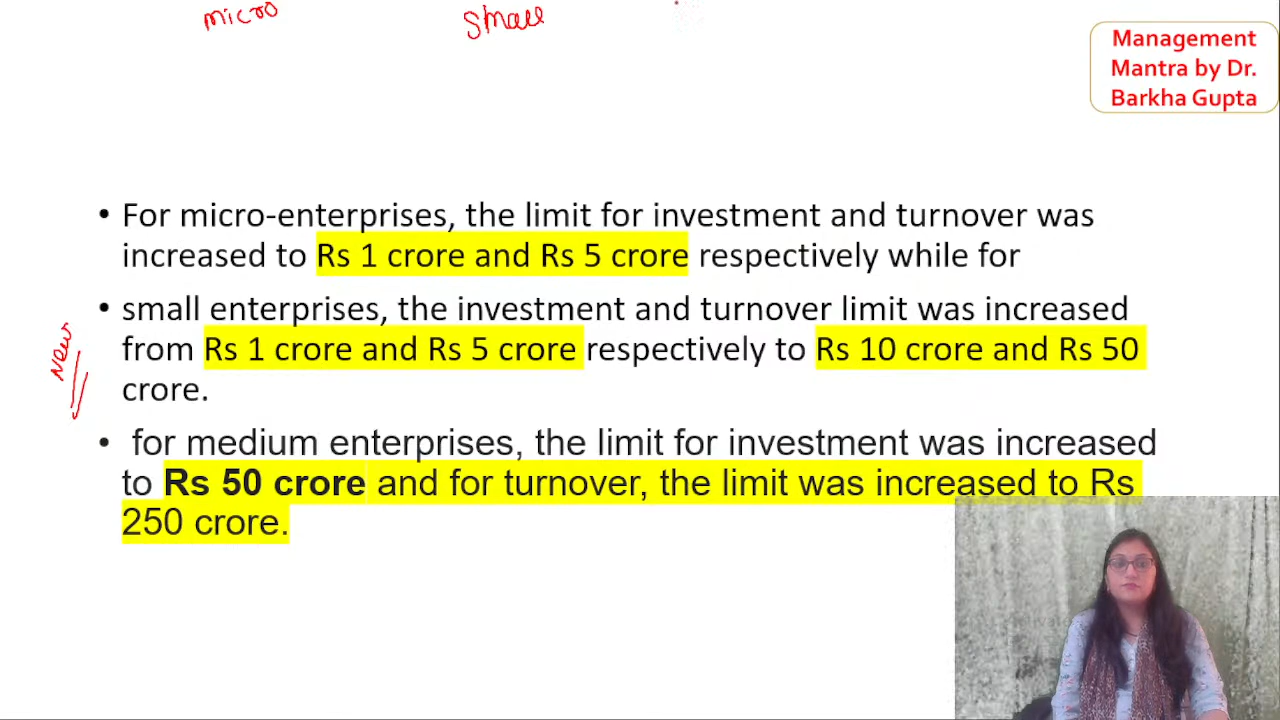 micro small
Management
Mantra by Dr.
Barkha Gupta
• For micro-enterprises, the limit for investment and turnover was
increased to Rs 1 crore and Rs 5 crore respectively while for
• small enterprises, the investment and turnover limit was increased
from Rs 1 crore and Rs 5 crore respectively to Rs 10 crore and Rs 50
crore.
New
• for medium enterprises, the limit for investment was increased
to Rs 50 crore and for turnover, the limit was increased to Rs
250 crore.